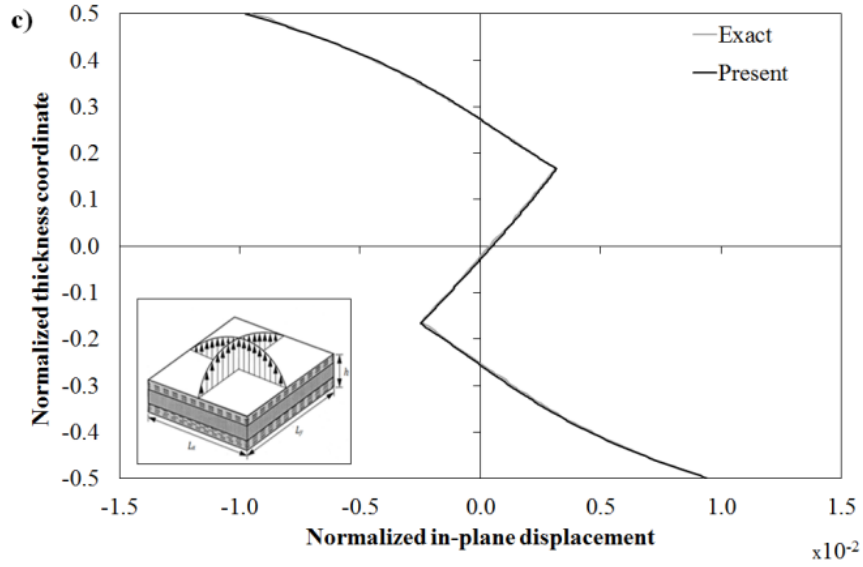 c)
Normalized thickness coordinate
0.5
0.4
0.3
0.2
0.1
0.0
-0.1
-0.2
-0.3
-0.4
-0.5
Exact
Present
h
-1.5 -1.0 -0.5 0.0 0.5 1.0 1.5
Normalized in-plane displacement
x10-2